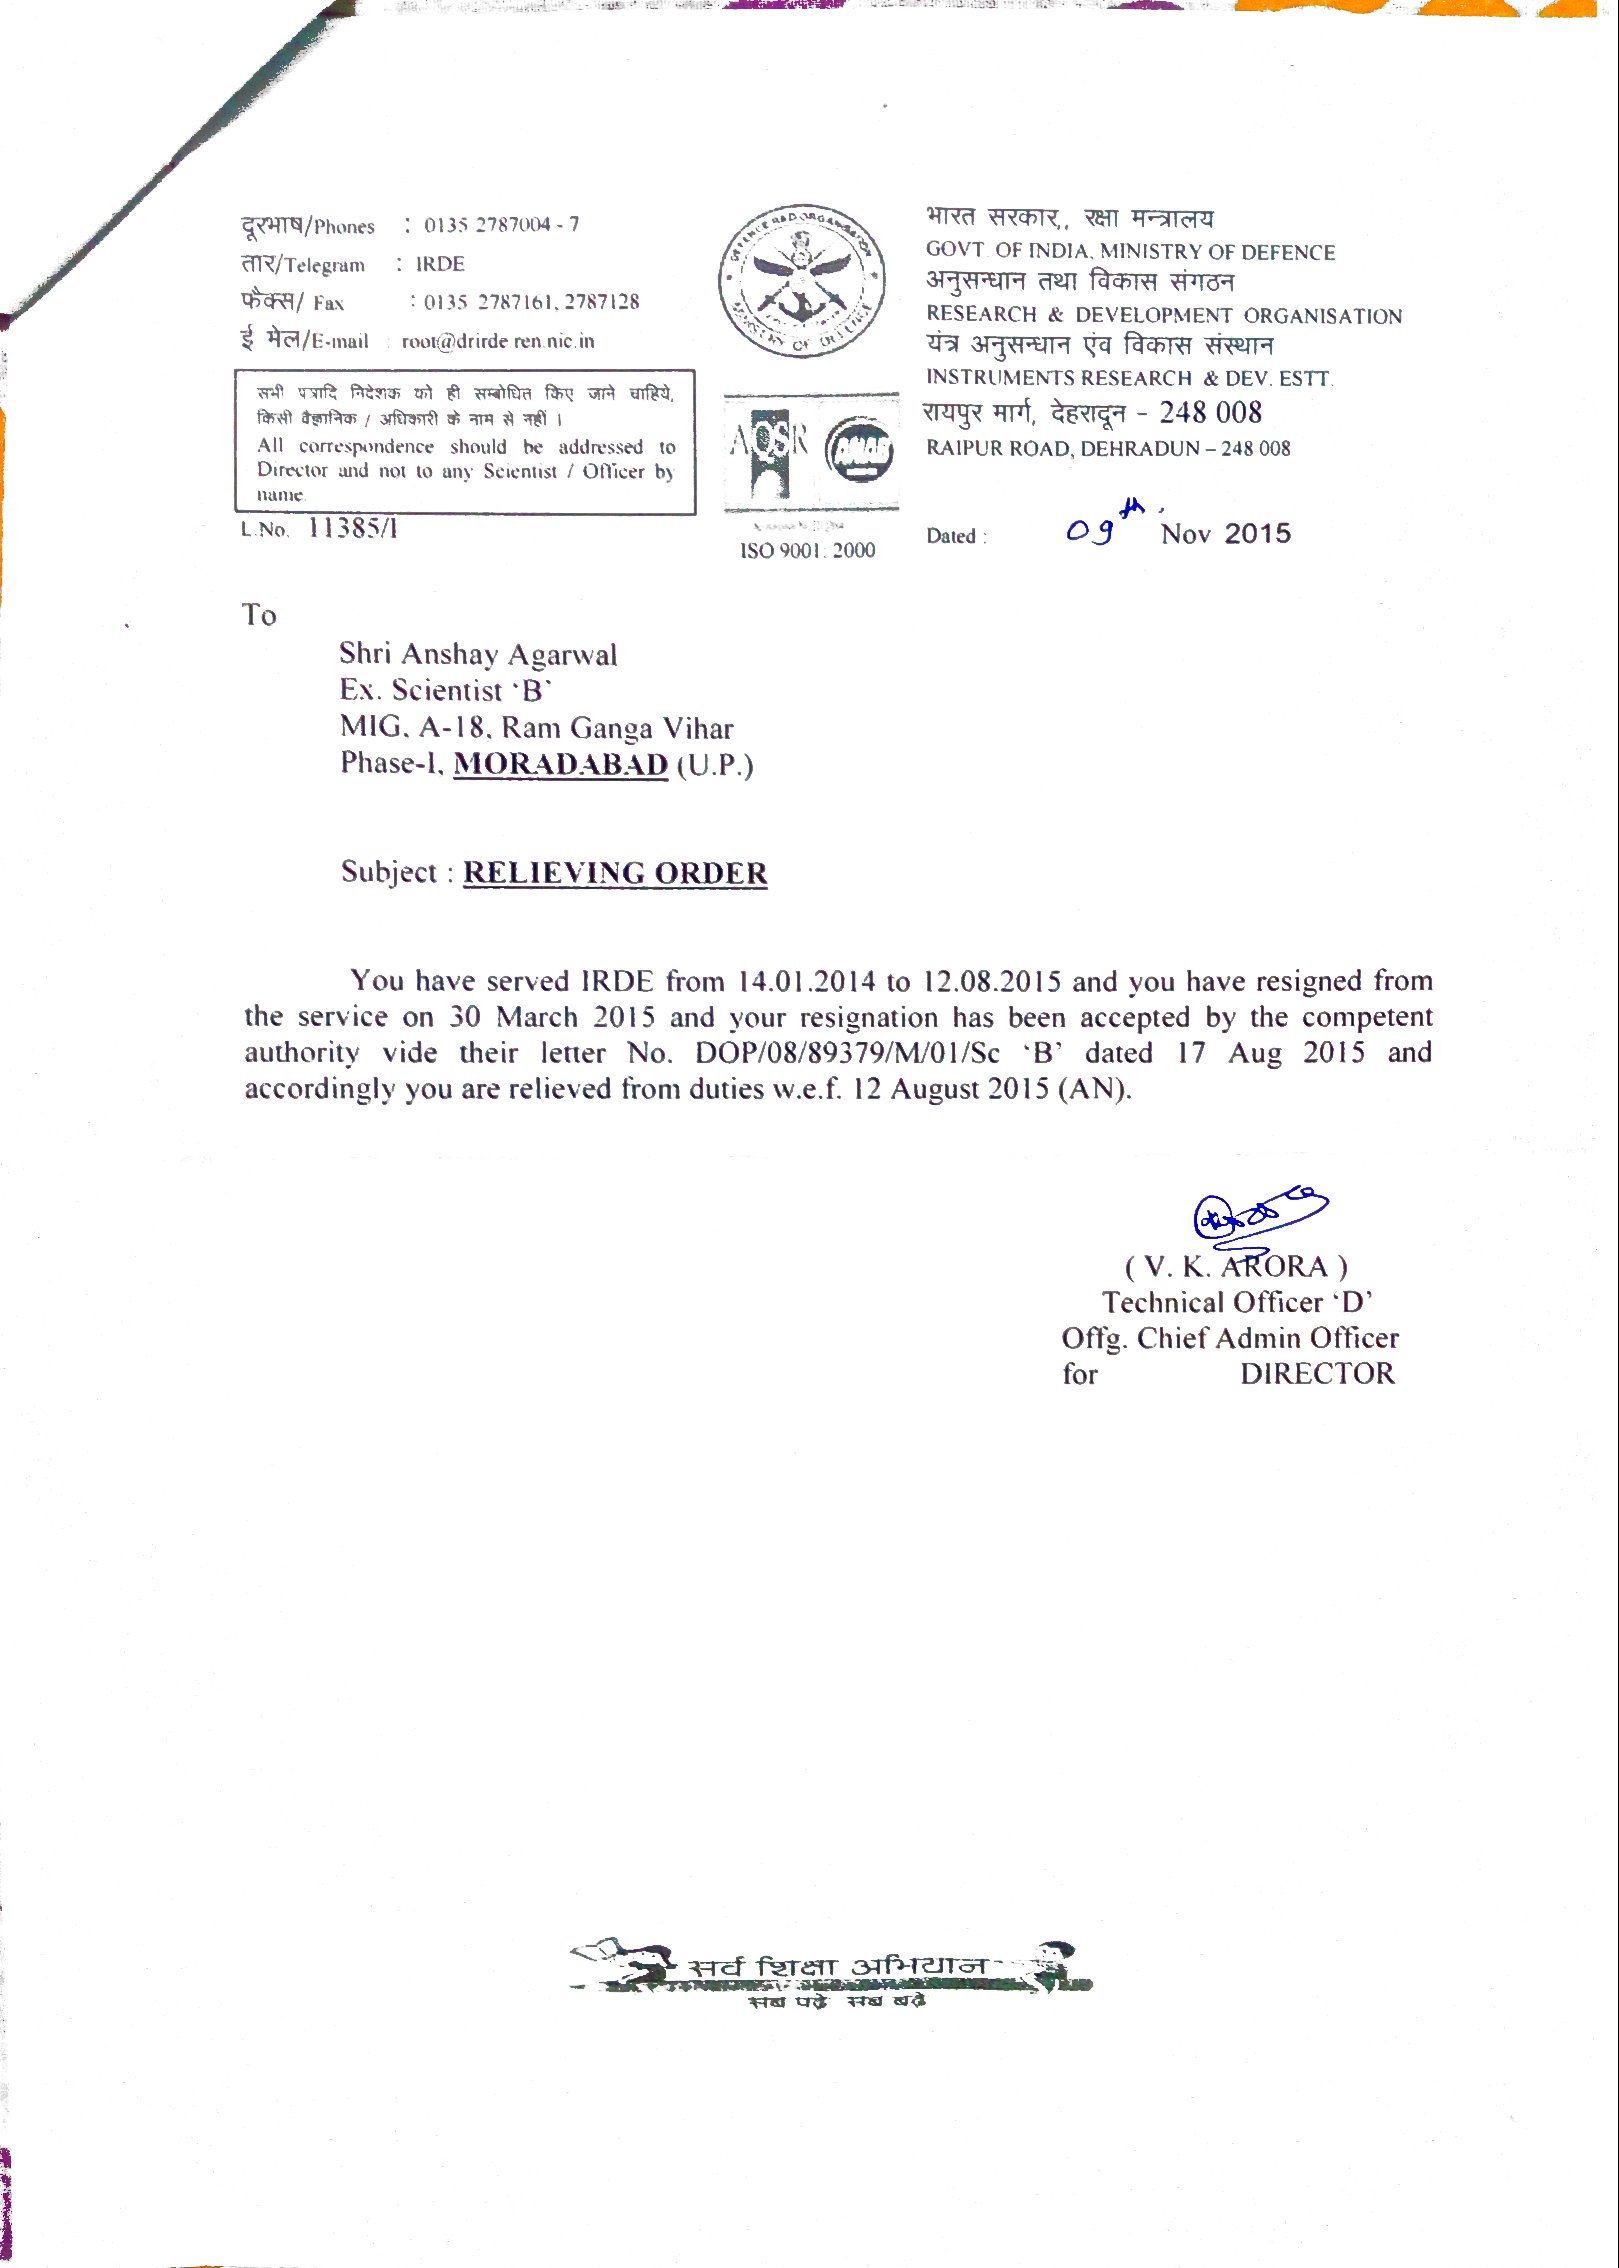 दूरभाष/Phones : 0135 2787004 - 7
तार/Telegram : IRDE
फैक्स/ Fax : 0135 2787161, 2787128
ई मेल/E-mail : root@drirde.ren.nic.in
सभी पत्रादि निदेशक को ही सम्बोधित किए जाने चाहिये,
किसी वैज्ञानिक / अधिकारी के नाम से नहीं ।
All correspondence should be addressed to
Director and not to any Scientist / Officer by
name
L.No. 11385/1
DEFENCE R&D ORGANISATION
MINISTRY OF DEFENCE
AQSR
ISO 9001: 2000
भारत सरकार,, रक्षा मन्त्रालय
GOVT OF INDIA, MINISTRY OF DEFENCE
अनुसन्धान तथा विकास संगठन
RESEARCH & DEVELOPMENT ORGANISATION
यंत्र अनुसन्धान एंव विकास संस्थान
INSTRUMENTS RESEARCH & DEV. ESTT.
रायपुर मार्ग, देहरादून - 248 008
RAIPUR ROAD, DEHRADUN – 248 008
Dated : 09th Nov 2015
To
Shri Anshay Agarwal
Ex. Scientist ‘B’
MIG, A-18, Ram Ganga Vihar
Phase-I, MORADABAD (U.P.)
Subject : RELIEVING ORDER
You have served IRDE from 14.01.2014 to 12.08.2015 and you have resigned from
the service on 30 March 2015 and your resignation has been accepted by the competent
authority vide their letter No. DOP/08/89379/M/01/Sc ‘B’ dated 17 Aug 2015 and
accordingly you are relieved from duties w.e.f. 12 August 2015 (AN).
( V. K. ARORA )
Technical Officer ‘D’
Offg. Chief Admin Officer
for DIRECTOR
सर्व शिक्षा अभियान
सब पढ़े सब बढ़े